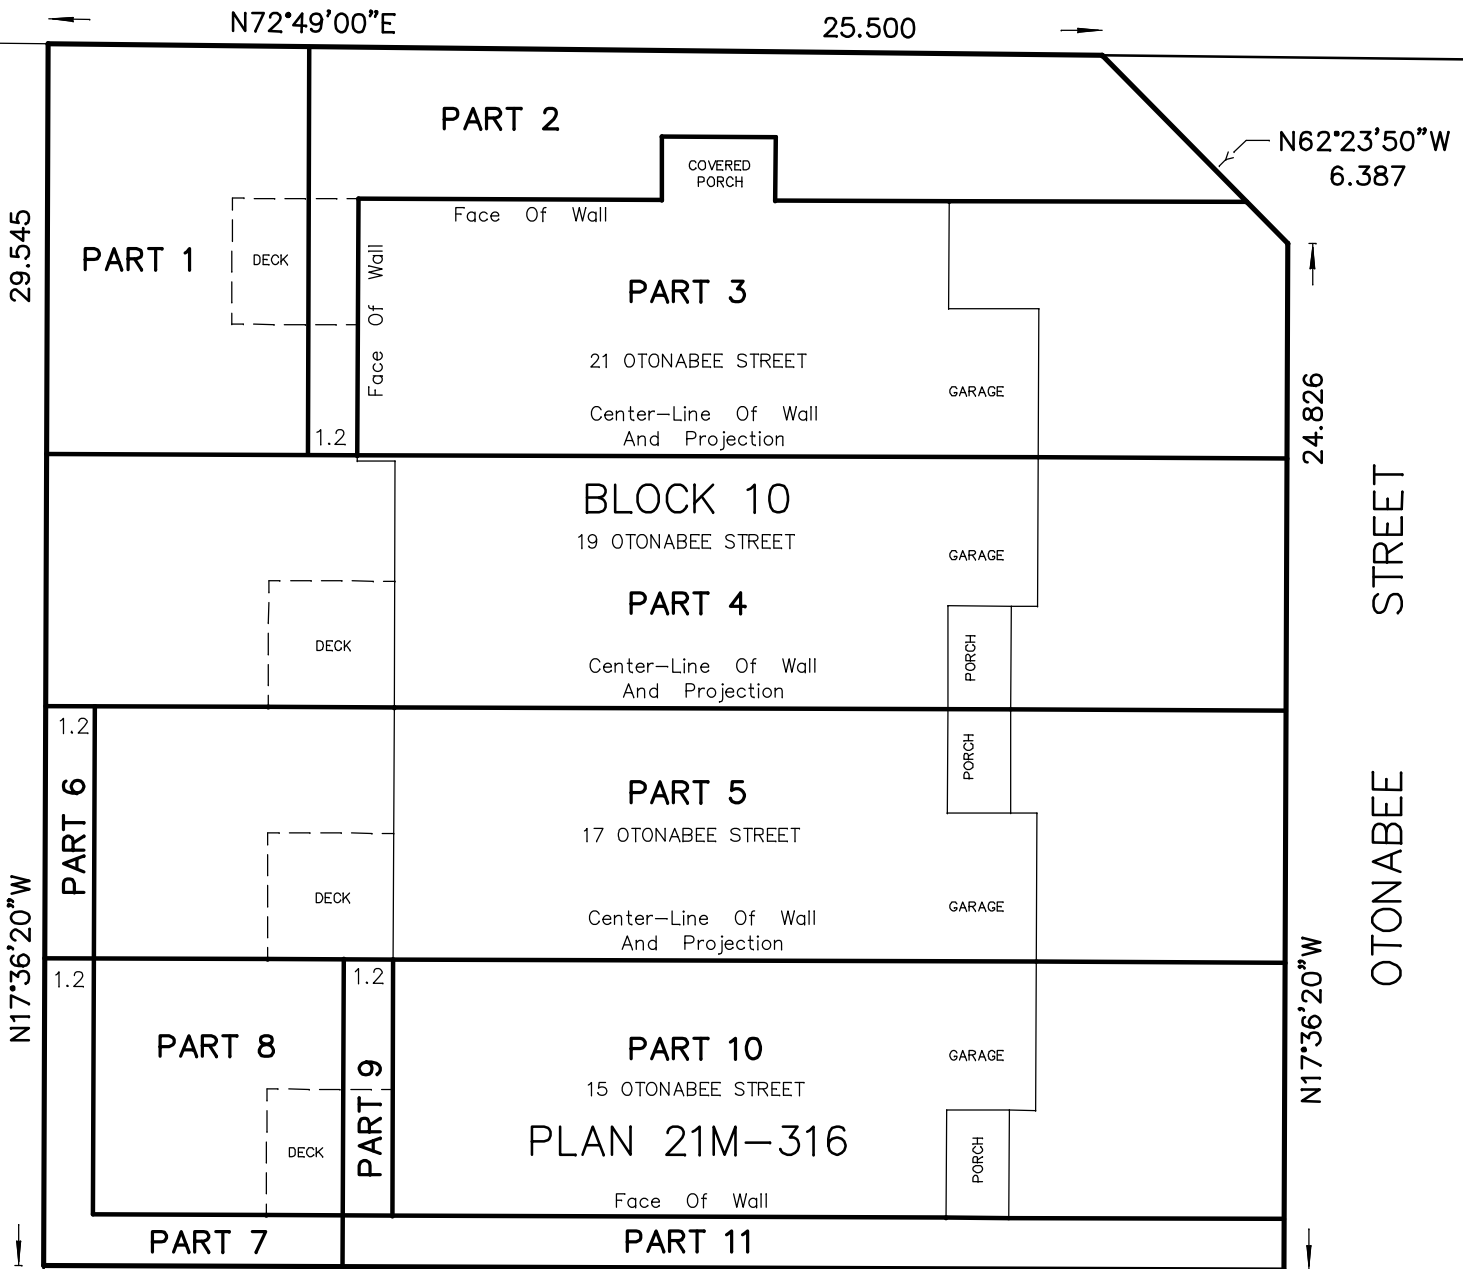 N72°49'00"E
25.500
PART 2
N62°23'50"W
6.387
COVERED
PORCH
Face Of Wall
29.545
PART 1
DECK
Face Of Wall
PART 3
21 OTONABEE STREET
GARAGE
24.826
Center-Line Of Wall
And Projection
1.2
BLOCK 10
19 OTONABEE STREET
GARAGE
PART 4
DECK
PORCH
Center-Line Of Wall
And Projection
OTONABEE STREET
1.2
PORCH
PART 6
PART 5
17 OTONABEE STREET
DECK
GARAGE
Center-Line Of Wall
And Projection
N17°36'20"W
N17°36'20"W
1.2
1.2
PART 8
PART 9
PART 10
GARAGE
15 OTONABEE STREET
PLAN 21M-316
DECK
PORCH
Face Of Wall
PART 7
PART 11